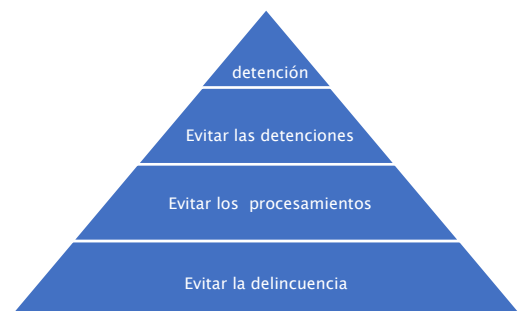 detención
Evitar las detenciones
Evitar los  procesamientos
Evitar la delincuencia